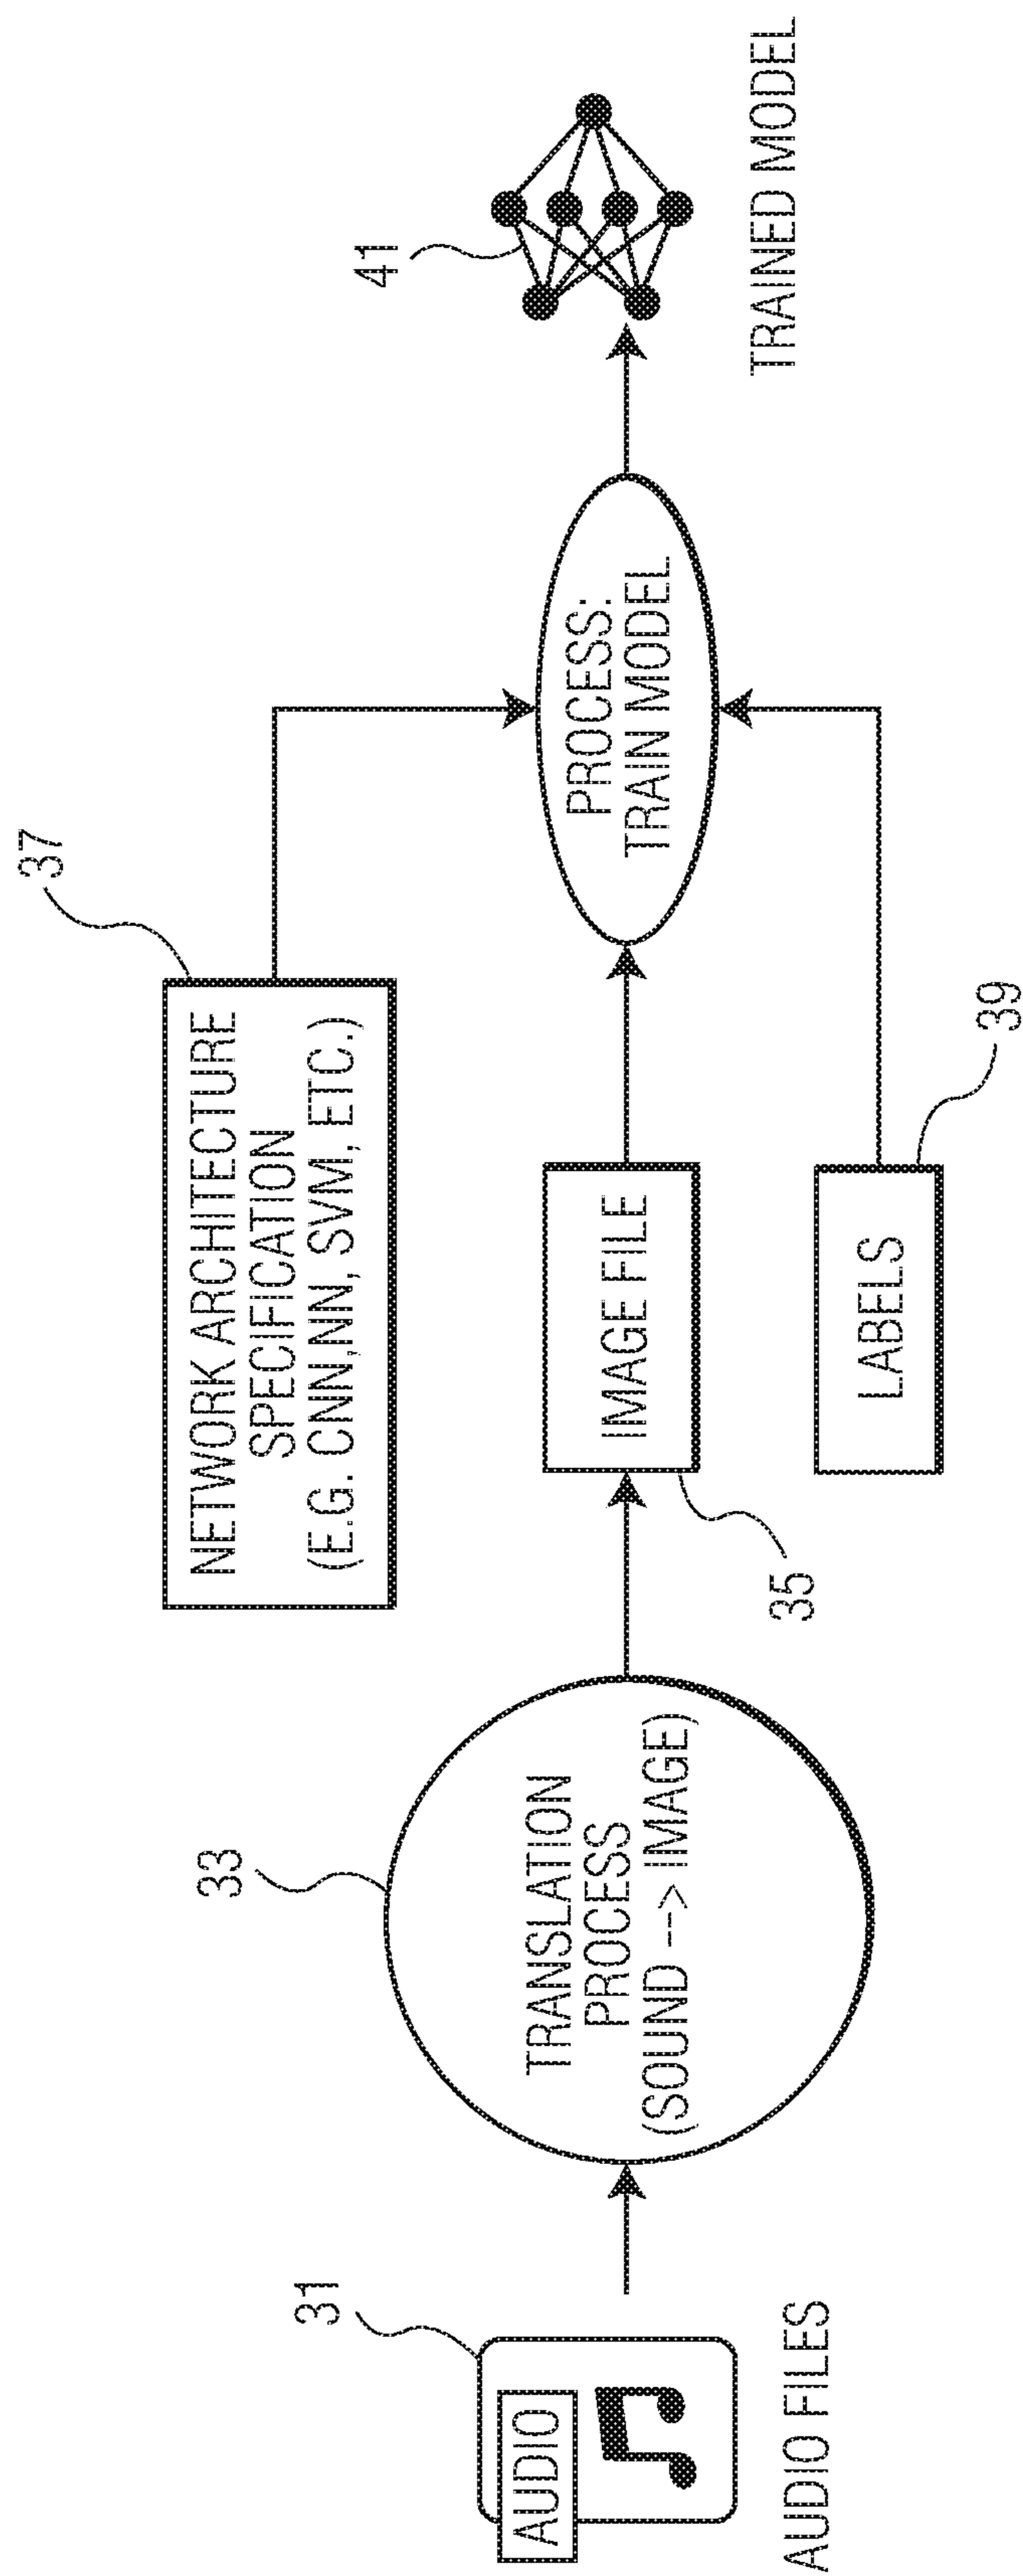 31
AUDIO
AUDIO FILES
33
TRANSLATION
PROCESS
(SOUND --> IMAGE)
37
NETWORK ARCHITECTURE
SPECIFICATION
(E.G. CNN,NN, SVM, ETC.)
IMAGE FILE
35
LABELS
39
PROCESS:
TRAIN MODEL
41
TRAINED MODEL